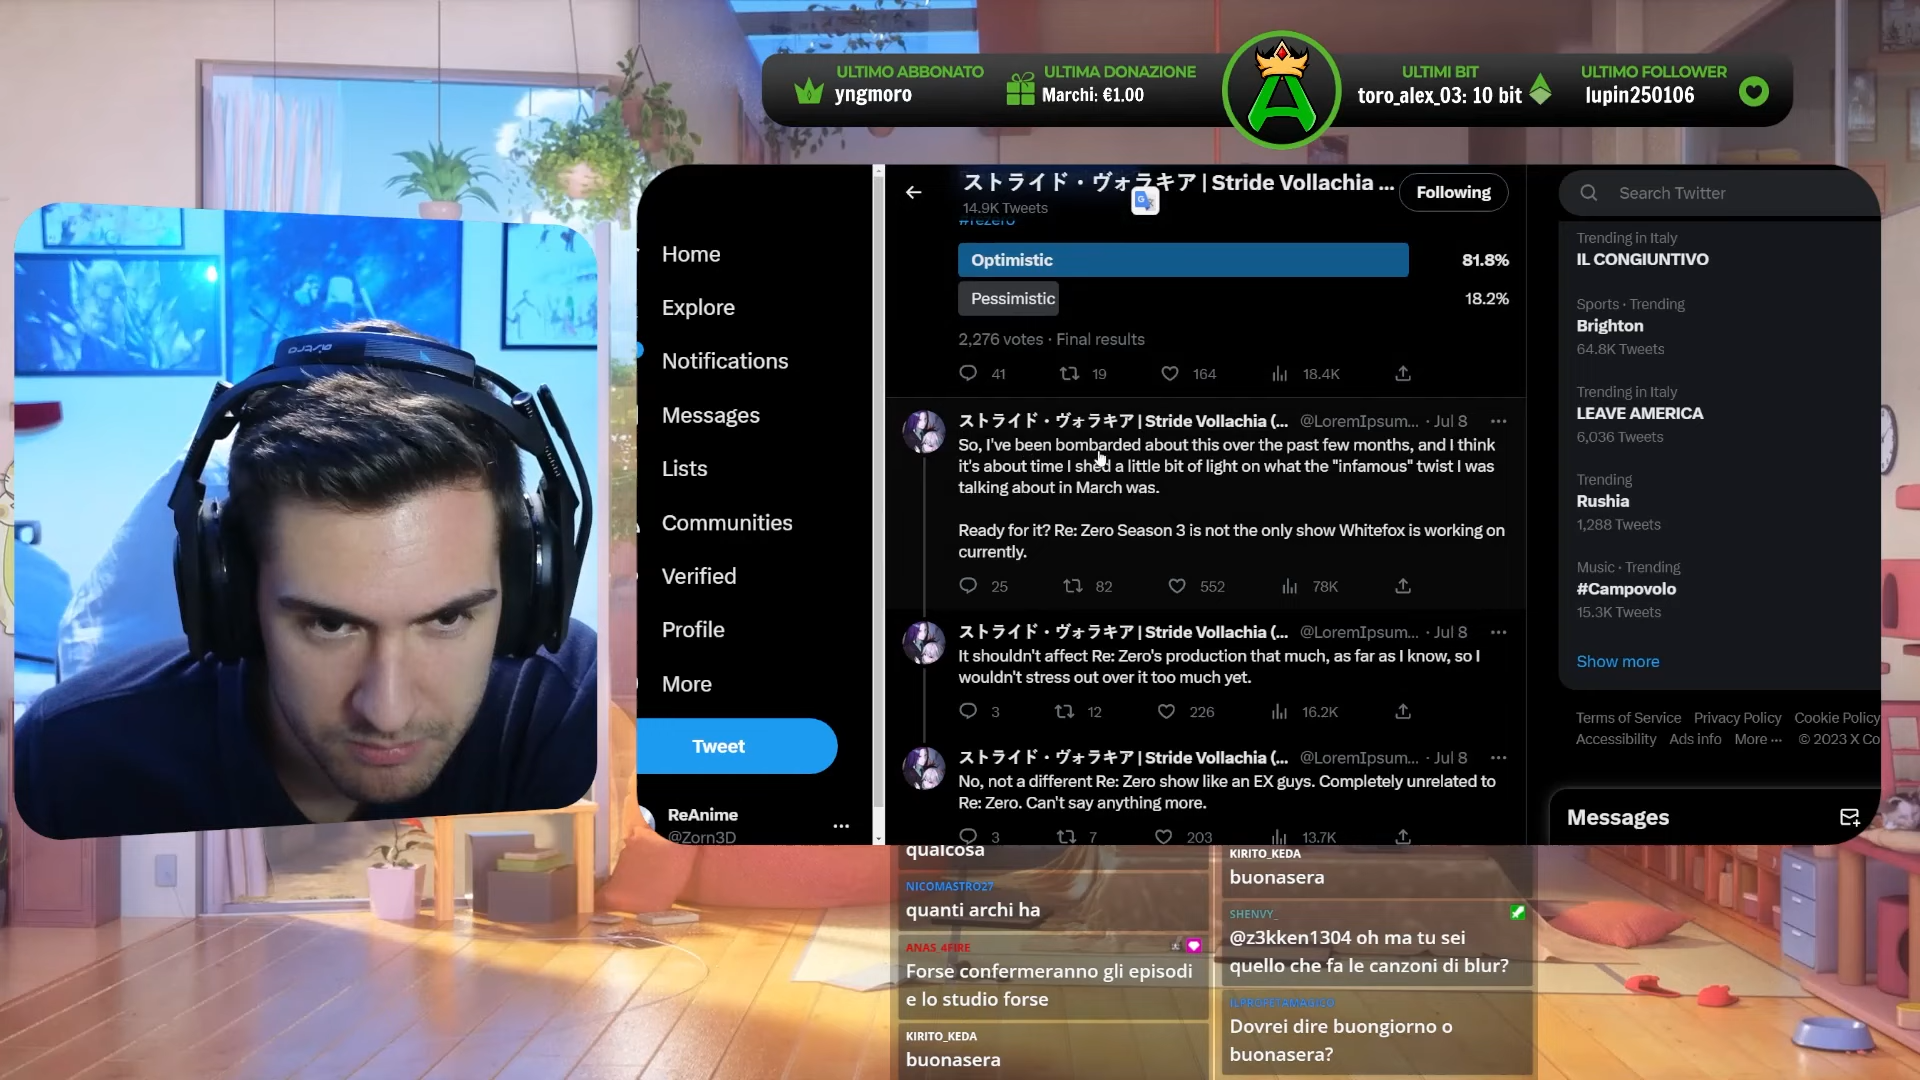 ULTIMO ABBONATO
yngmoro
ULTIMA DONAZIONE
Marchi: €1.00
ULTIMI BIT
toro_alex_03: 10 bit
ULTIMO FOLLOWER
lupin250106
astro
Home
Explore
Notifications
Messages
Lists
Communities
Verified
Profile
More
Tweet
ReAnime
@Zorn3D
ストライド・ヴォラキア | Stride Vollachia ...
14.9K Tweets
Following
#rezero
Optimistic 81.8%
Pessimistic 18.2%
2,276 votes · Final results
41 19 164 18.4K
ストライド・ヴォラキア | Stride Vollachia (... @LoremIpsum... · Jul 8
So, I've been bombarded about this over the past few months, and I think
it's about time I shed a little bit of light on what the "infamous" twist I was
talking about in March was.
Ready for it? Re: Zero Season 3 is not the only show Whitefox is working on
currently.
25 82 552 78K
ストライド・ヴォラキア | Stride Vollachia (... @LoremIpsum... · Jul 8
It shouldn't affect Re: Zero's production that much, as far as I know, so I
wouldn't stress out over it too much yet.
3 12 226 16.2K
ストライド・ヴォラキア | Stride Vollachia (... @LoremIpsum... · Jul 8
No, not a different Re: Zero show like an EX guys. Completely unrelated to
Re: Zero. Can't say anything more.
3 7 203 13.7K
Search Twitter
Trending in Italy
IL CONGIUNTIVO
Sports · Trending
Brighton
64.8K Tweets
Trending in Italy
LEAVE AMERICA
6,036 Tweets
Trending
Rushia
1,288 Tweets
Music · Trending
#Campovolo
15.3K Tweets
Show more
Terms of Service Privacy Policy Cookie Policy
Accessibility Ads info More ··· © 2023 X Co
Messages
qualcosa
NICOMASTRO27
quanti archi ha
ANAS_4FIRE
Forse confermeranno gli episodi
e lo studio forse
KIRITO_KEDA
buonasera
KIRITO_KEDA
buonasera
SHENVY_
@z3kken1304 oh ma tu sei
quello che fa le canzoni di blur?
Dovrei dire buongiorno o
buonasera?